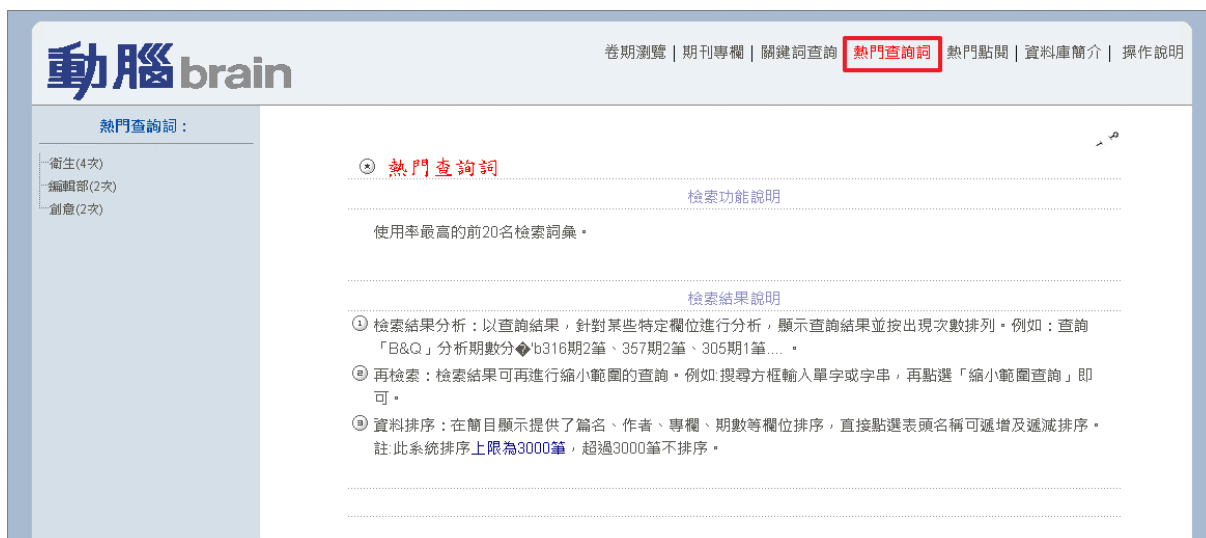 動腦brain
卷期瀏覽 | 期刊專欄 | 關鍵詞查詢 熱門查詢詞 熱門點閱 | 資料庫簡介 | 操作說明
熱門查詢詞：
衛生(4次)
編輯部(2次)
創意(2次)
熱門查詢詞
檢索功能說明
使用率最高的前20名檢索詞彙。
檢索結果說明
1 檢索結果分析：以查詢結果，針對某些特定欄位進行分析，顯示查詢結果並按出現次數排列。例如：查詢
「B&Q」分析期數分�'b316期2筆、357期2筆、305期1筆.... 。
2 再檢索：檢索結果可再進行縮小範圍的查詢。例如:搜尋方框輸入單字或字串，再點選「縮小範圍查詢」即
可。
3 資料排序：在簡目顯示提供了篇名、作者、專欄、期數等欄位排序，直接點選表頭名稱可遞增及遞減排序。
註:此系統排序上限為3000筆，超過3000筆不排序。